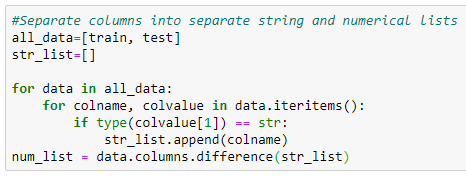 #Separate columns into separate string and numerical lists
all_data=[train, test]
str_list=[]

for data in all_data:
    for colname, colvalue in data.iteritems():
        if type(colvalue[1]) == str:
            str_list.append(colname)
num_list = data.columns.difference(str_list)